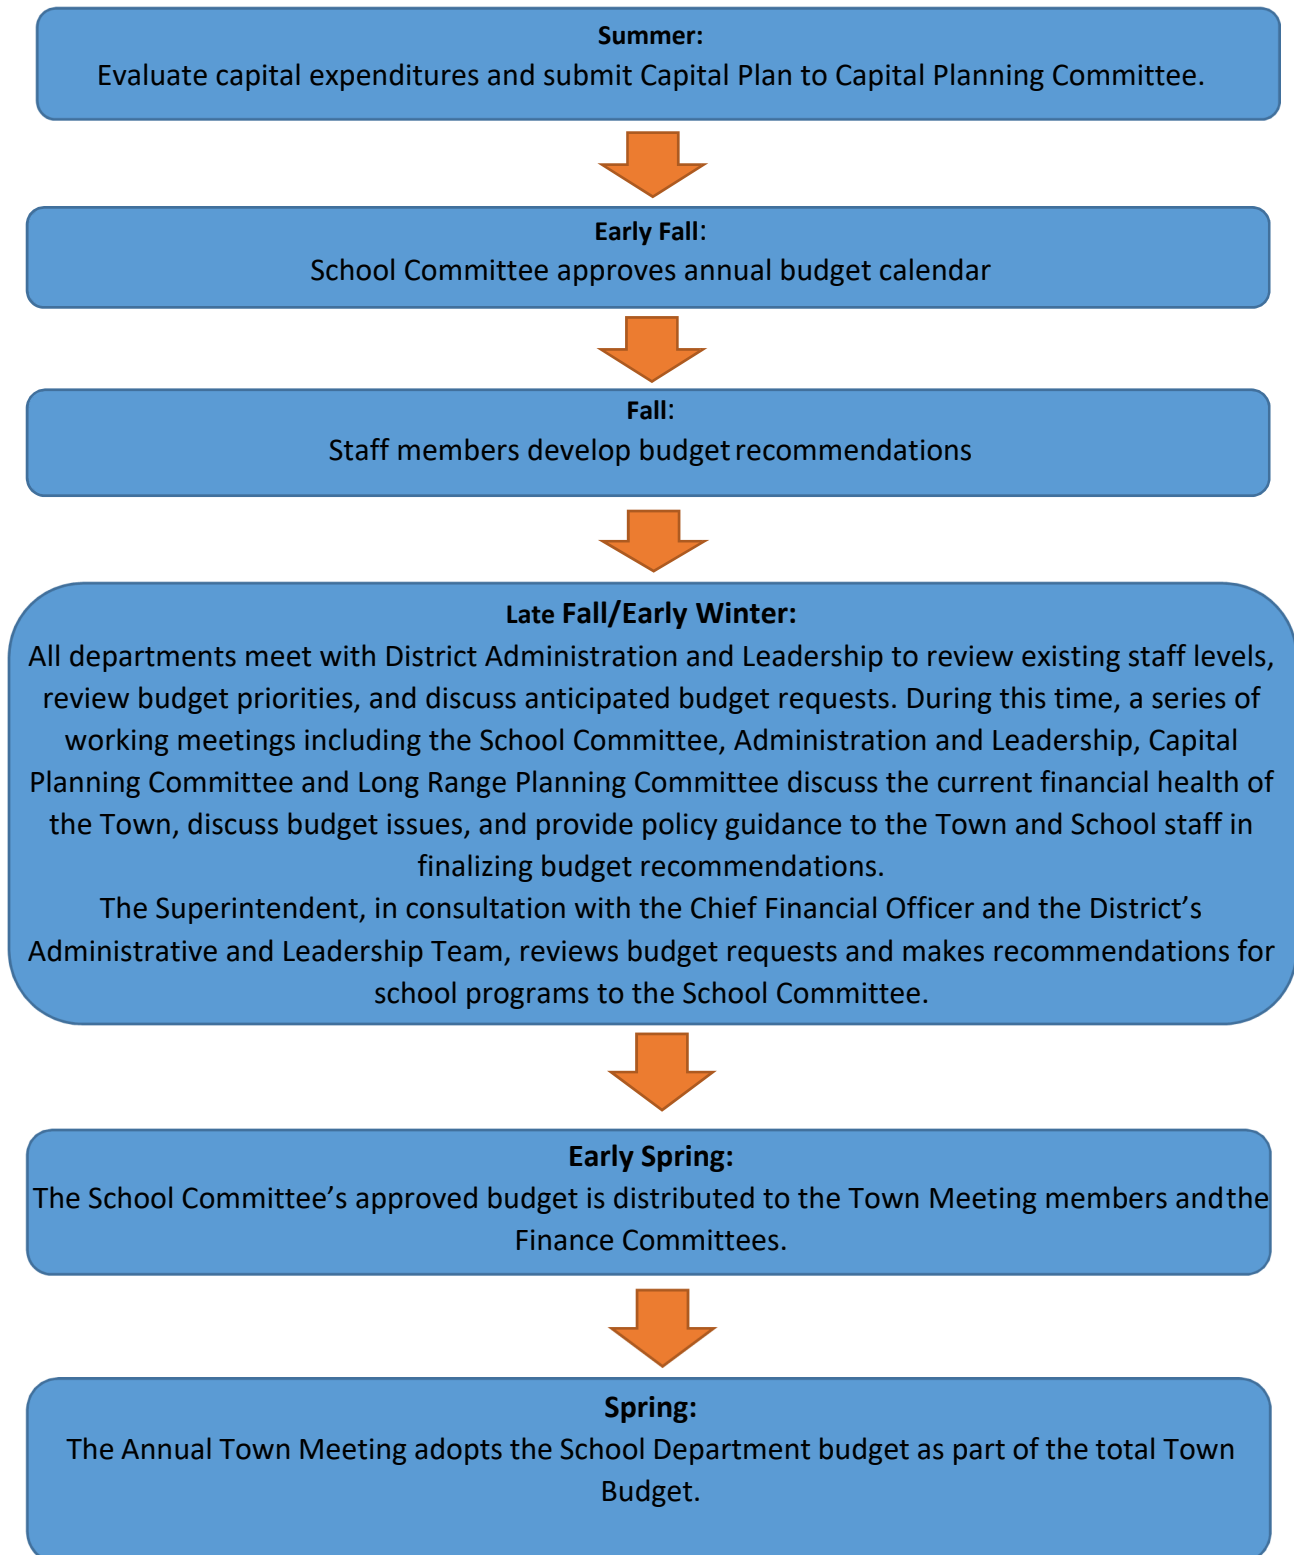 Summer:
Evaluate capital expenditures and submit Capital Plan to Capital Planning Committee.
Early Fall:
School Committee approves annual budget calendar
Fall:
Staff members develop budget recommendations
Late Fall/Early Winter:
All departments meet with District Administration and Leadership to review existing staff levels,
review budget priorities, and discuss anticipated budget requests. During this time, a series of
working meetings including the School Committee, Administration and Leadership, Capital
Planning Committee and Long Range Planning Committee discuss the current financial health of
the Town, discuss budget issues, and provide policy guidance to the Town and School staff in
finalizing budget recommendations.
The Superintendent, in consultation with the Chief Financial Officer and the District’s
Administrative and Leadership Team, reviews budget requests and makes recommendations for
school programs to the School Committee.
Early Spring:
The School Committee’s approved budget is distributed to the Town Meeting members andthe
Finance Committees.
Spring:
The Annual Town Meeting adopts the School Department budget as part of the total Town
Budget.